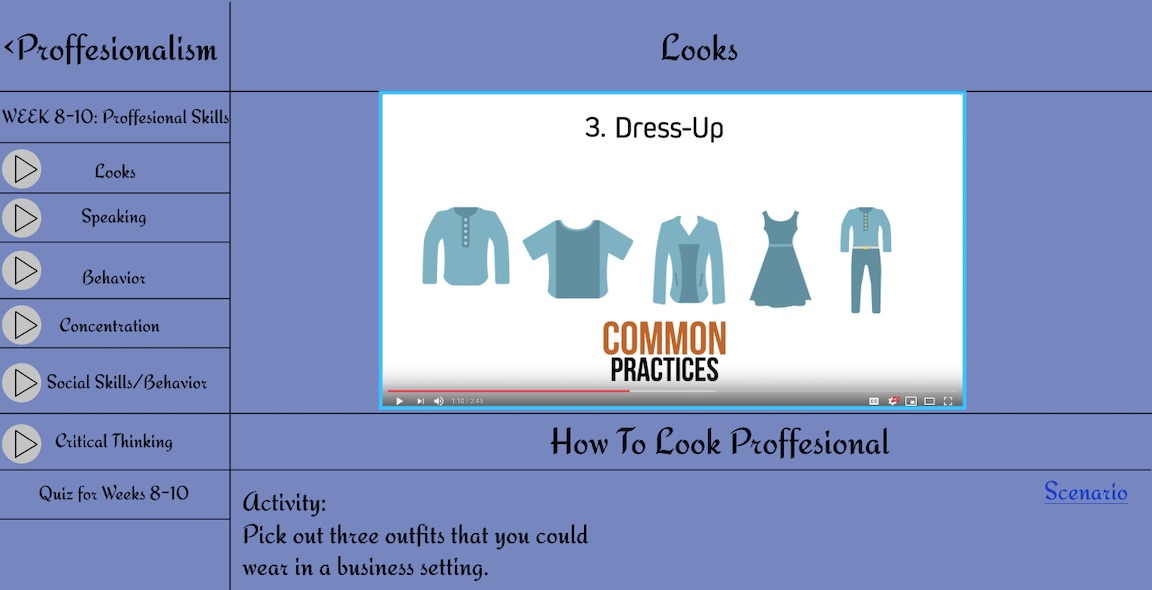 <Proffesionalism
Looks
WEEK 8-10: Proffesional Skills
Looks
Speaking
Behavior
Concentration
Social Skills/Behavior
Critical Thinking
Quiz for Weeks 8-10
3. Dress-Up
COMMON
PRACTICES
1:10 / 2:45
How To Look Proffesional
Scenario
Activity:
Pick out three outfits that you could
wear in a business setting.